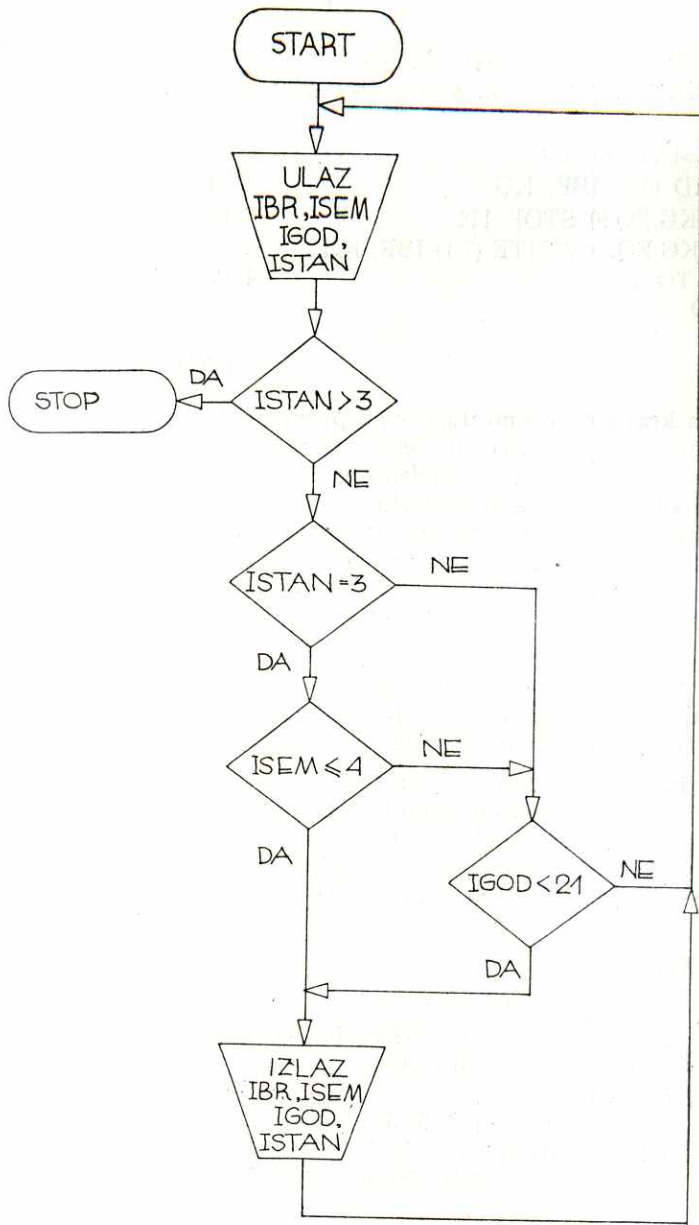 START
ULAZ
IBR,ISEM
IGOD,
ISTAN
ISTAN>3
DA
STOP
NE
ISTAN=3
NE
DA
ISEM≤4
NE
DA
IGOD<21
NE
DA
IZLAZ
IBR,ISEM
IGOD,
ISTAN